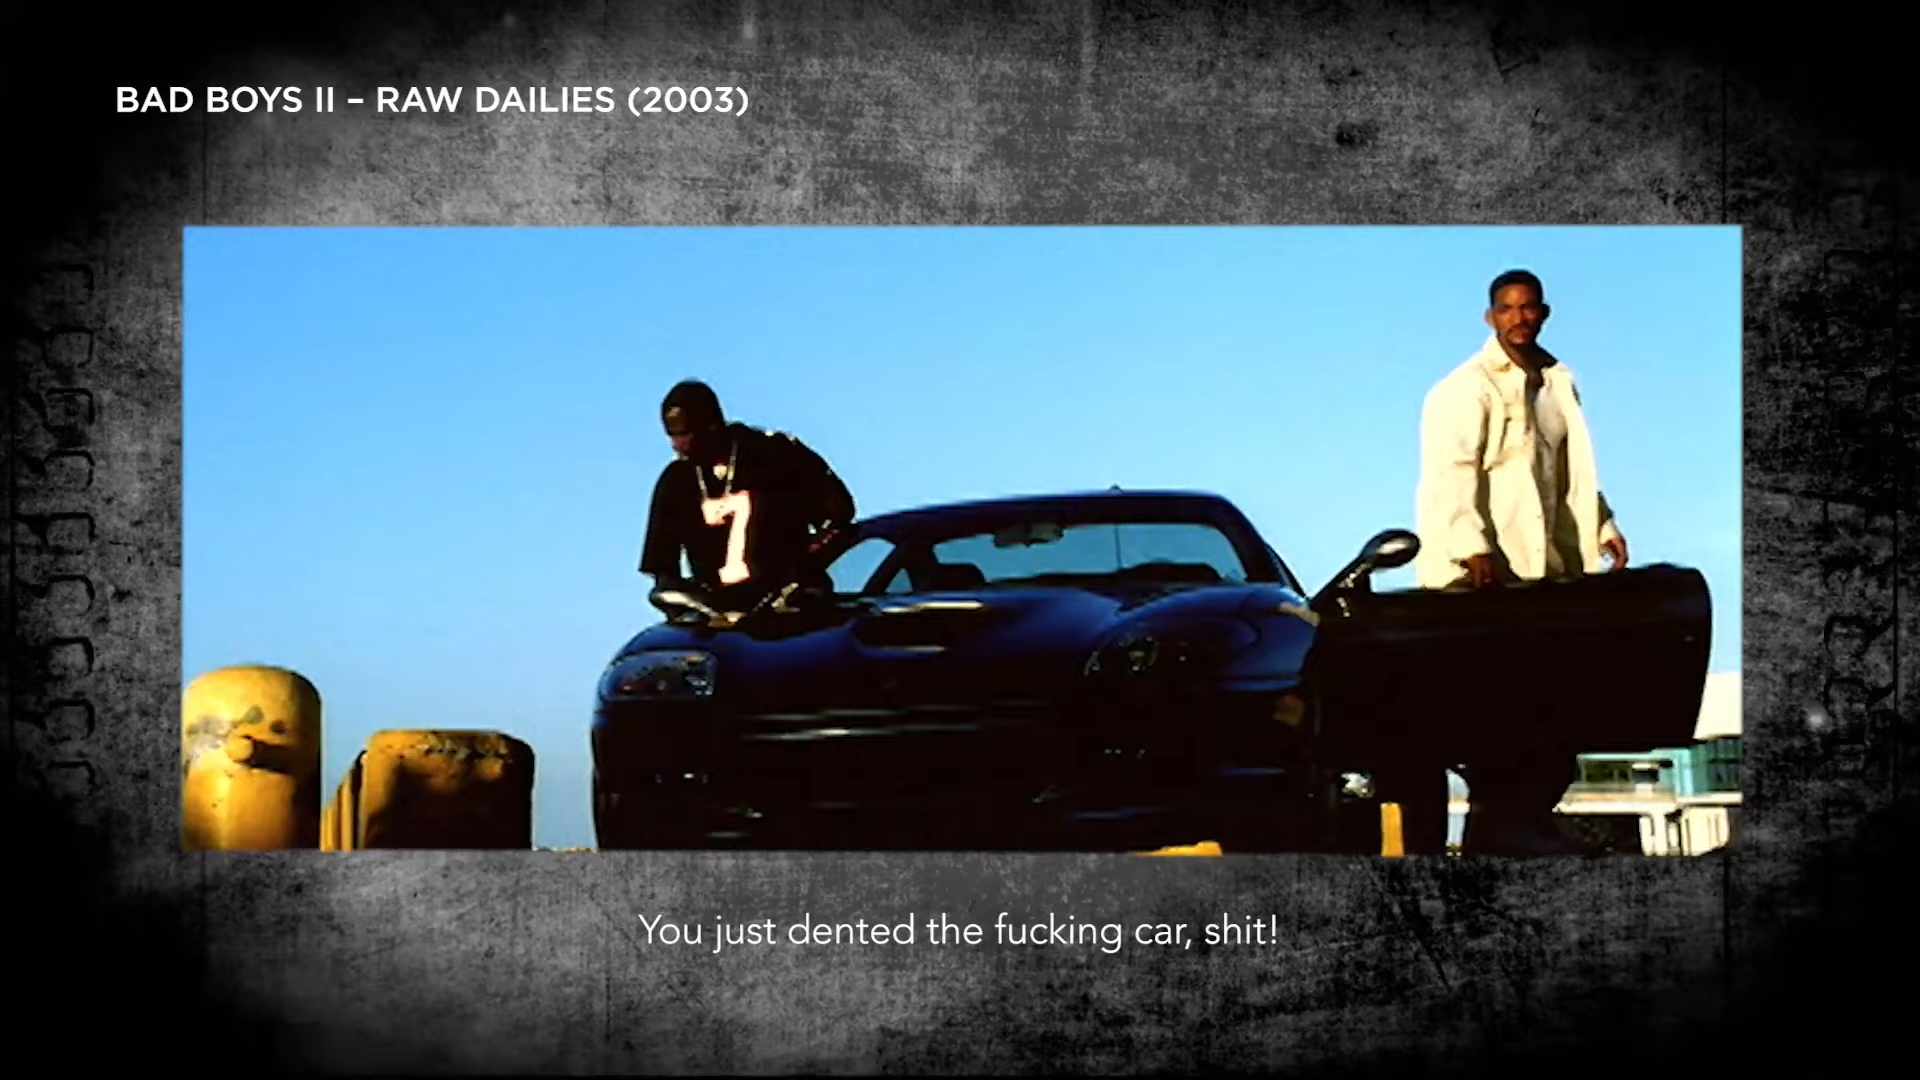 BAD BOYS II – RAW DAILIES (2003)
7
You just dented the fucking car, shit!